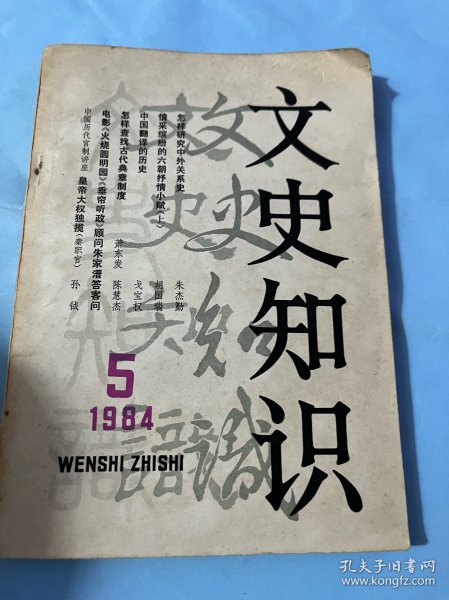 文史知识
怎样研究中外关系史 朱杰勤
情采缤纷的六朝抒情小赋(上) 胡国瑞
中国翻译的历史 戈宝权
怎样查找古代典章制度 陈慧杰
萧东发
电影《火烧圆明园》《垂帘听政》顾问朱家溍答客问
中国历代官制讲座 皇帝大权独揽(秦职官) 孙钺
5
1984
WENSHI ZHISHI
孔夫子旧书网
www.kongfz.com